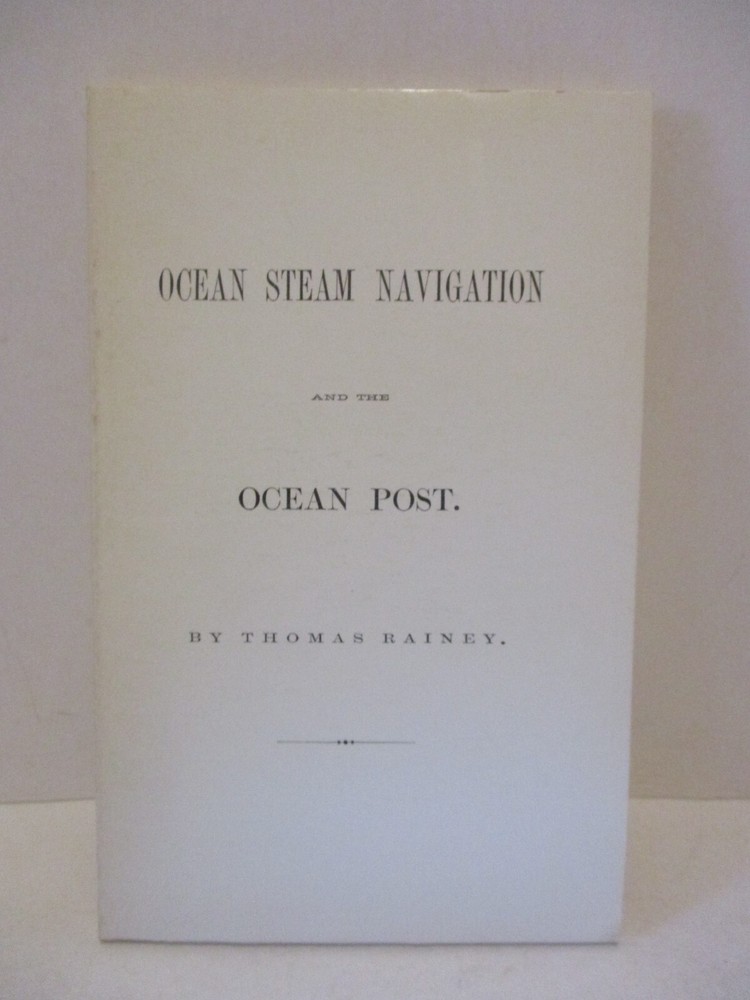 OCEAN STEAM NAVIGATION
AND THE
OCEAN POST.
BY THOMAS RAINEY.